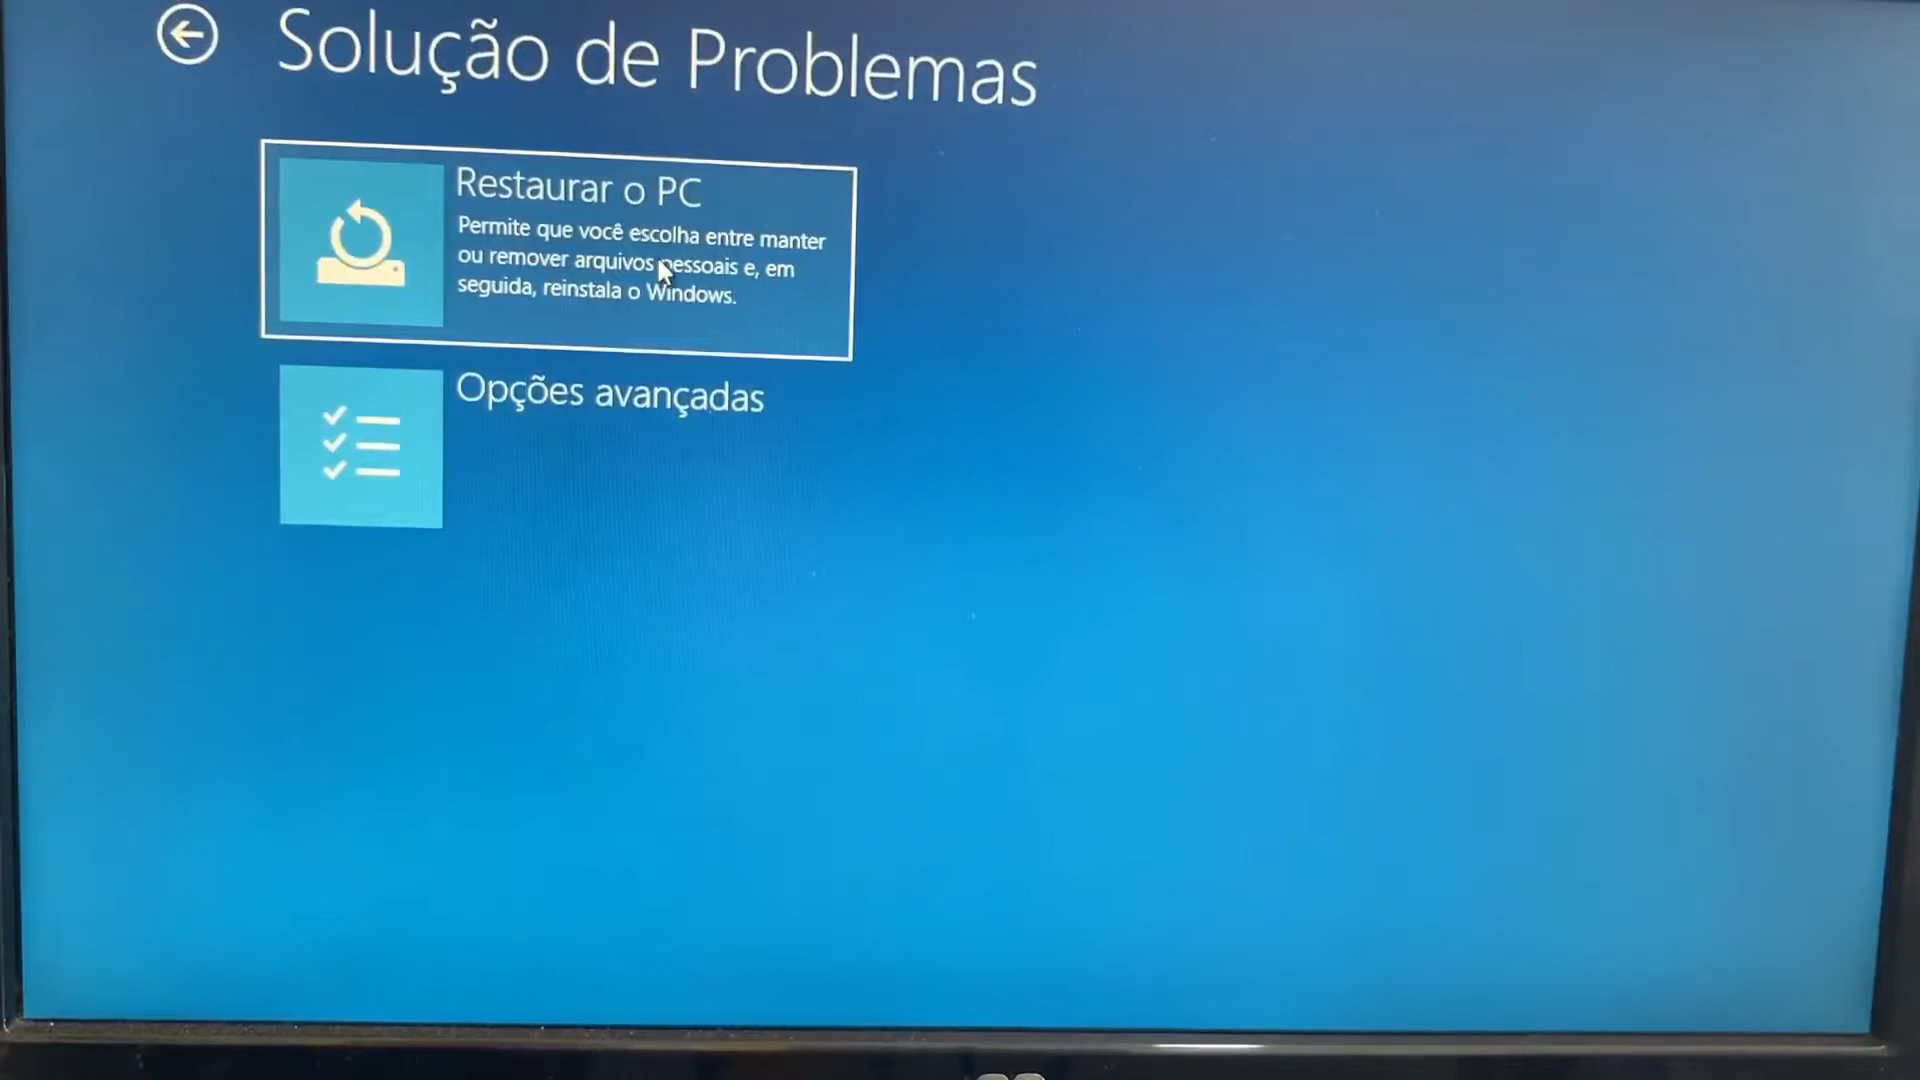 Solução de Problemas
Restaurar o PC
Permite que você escolha entre manter
ou remover arquivos pessoais e, em
seguida, reinstala o Windows.
Opções avançadas